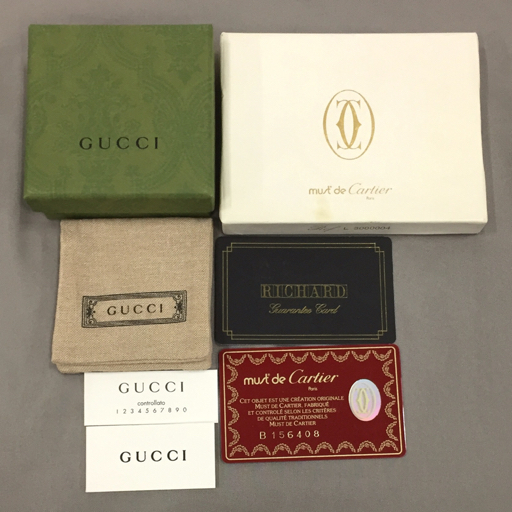 GUCCI
must de Cartier
Paris
GUCCI
RICHARD
Guarantee Card
GUCCI
controllato
1 2 3 4 5 6 7 8 9 0
GUCCI
must de Cartier
Paris
CET OBJET EST UNE CRÉATION ORIGINALE
MUST DE CARTIER, FABRIQUÉ
ET CONTRÔLÉ SELON LES CRITÈRES
DE QUALITÉ TRADITIONNELS
MUST DE CARTIER
B 156408